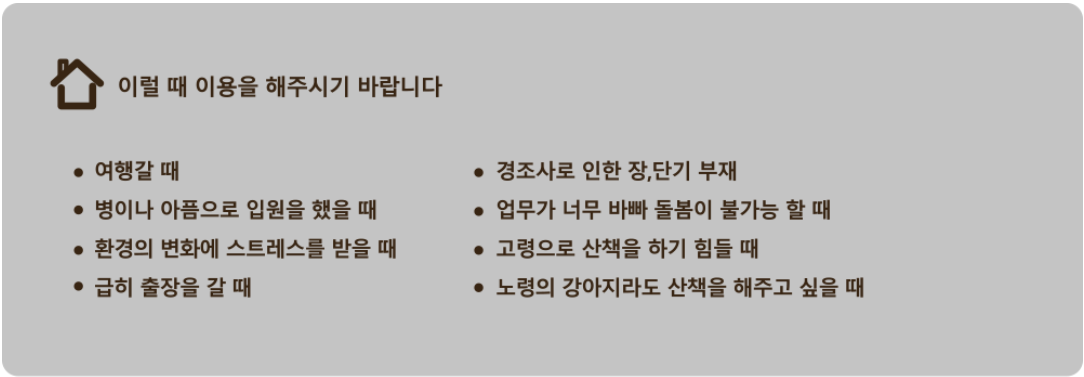 이럴 때 이용을 해주시기 바랍니다
• 여행갈 때
• 병이나 아픔으로 입원을 했을 때
• 환경의 변화에 스트레스를 받을 때
• 급히 출장을 갈 때
• 경조사로 인한 장,단기 부재
• 업무가 너무 바빠 돌봄이 불가능 할 때
• 고령으로 산책을 하기 힘들 때
• 노령의 강아지라도 산책을 해주고 싶을 때